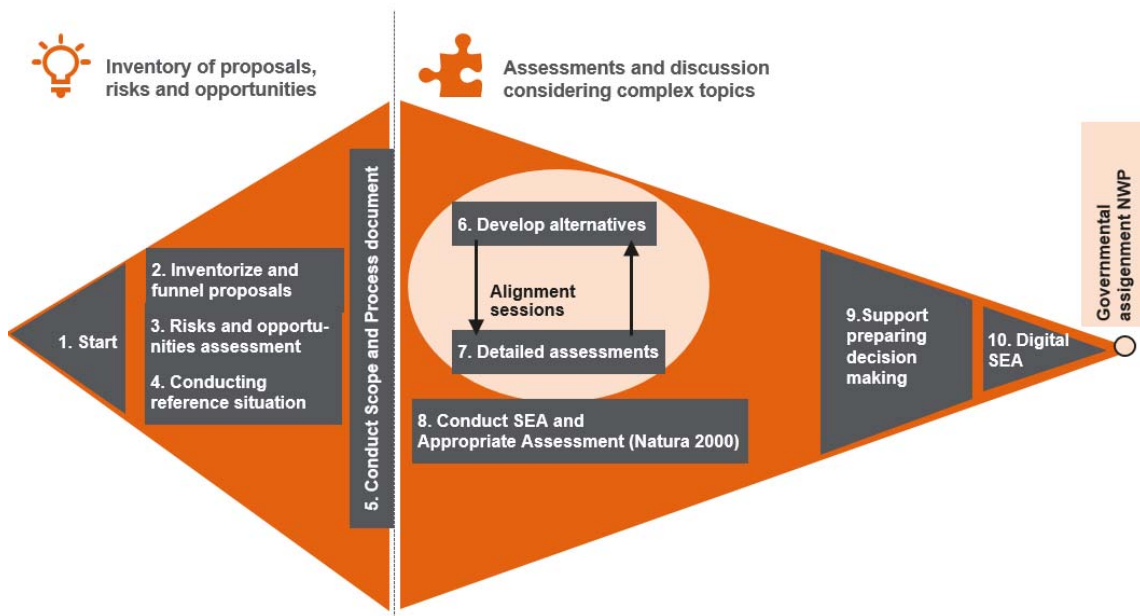 Inventory of proposals,
risks and opportunities
Assessments and discussion
considering complex topics
1. Start
2. Inventorize and
funnel proposals
3. Risks and opportu-
nities assessment
4. Conducting
reference situation
5. Conduct Scope and Process document
6. Develop alternatives
Alignment
sessions
7. Detailed assessments
8. Conduct SEA and
Appropriate Assessment (Natura 2000)
9.Support
preparing
decision
making
10. Digital
SEA
Governmental
assigenment NWP